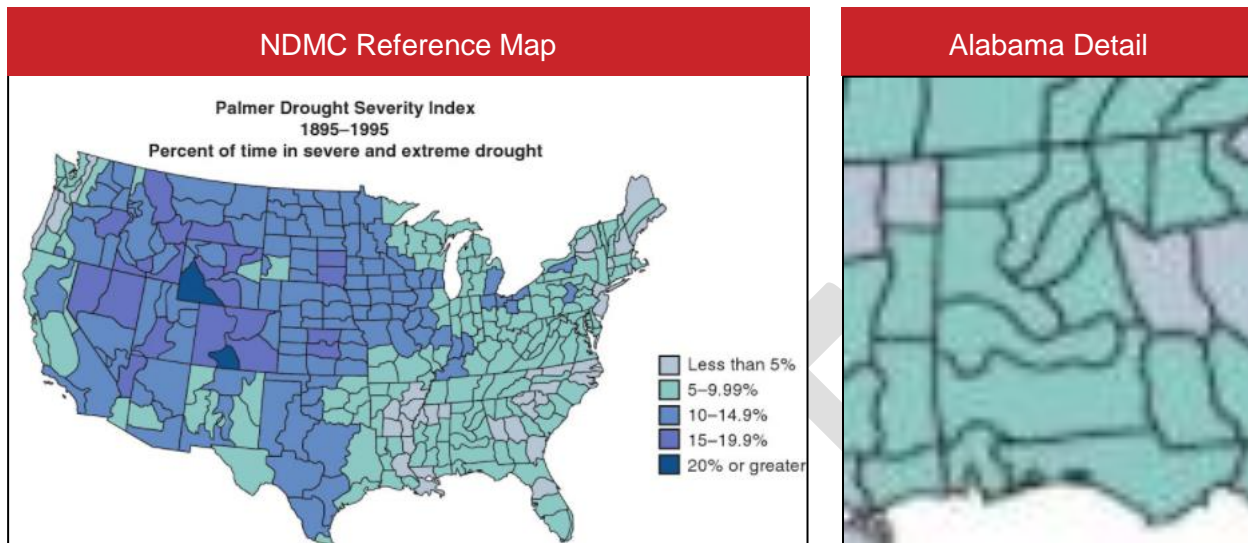 NDMC Reference Map
Alabama Detail
Palmer Drought Severity Index
1895–1995
Percent of time in severe and extreme drought
Less than 5%
5–9.99%
10–14.9%
15–19.9%
20% or greater